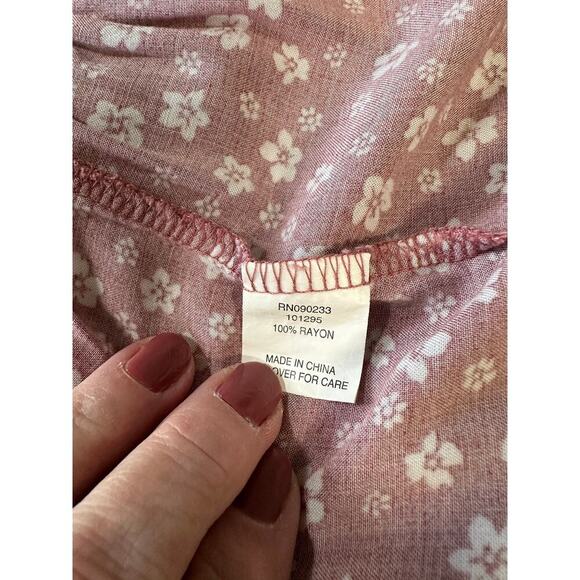 RN090233
101295
100% RAYON
MADE IN CHINA
OVER FOR CARE